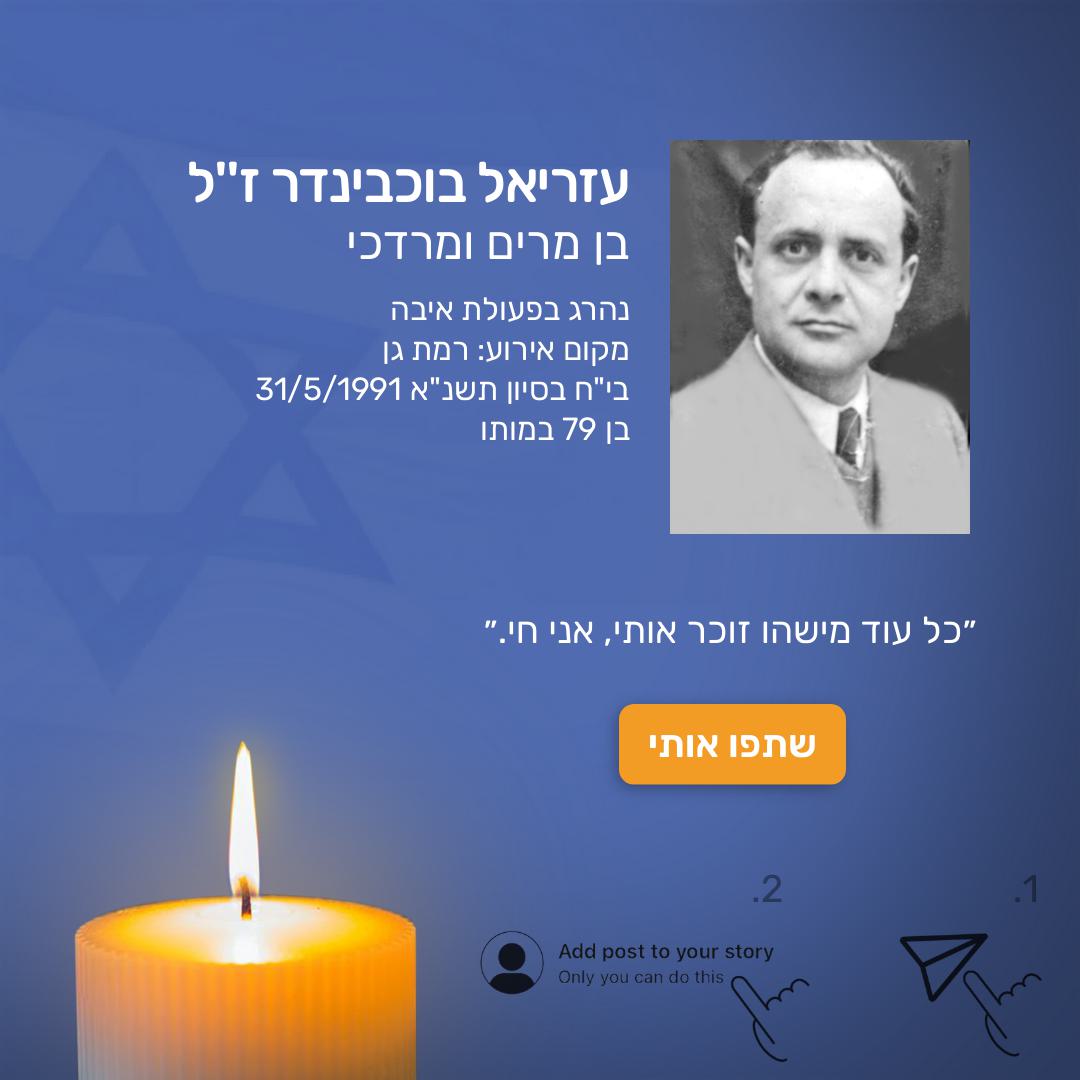 עזריאל בוכבינדר ז"ל
בן מרים ומרדכי
נהרג בפעולת איבה
מקום אירוע: רמת גן
בי"ח בסיון תשנ"א 31/5/1991
בן 79 במותו
״כל עוד מישהו זוכר אותי, אני חי.״
שתפו אותי
1.
2.
Add post to your story
Only you can do this